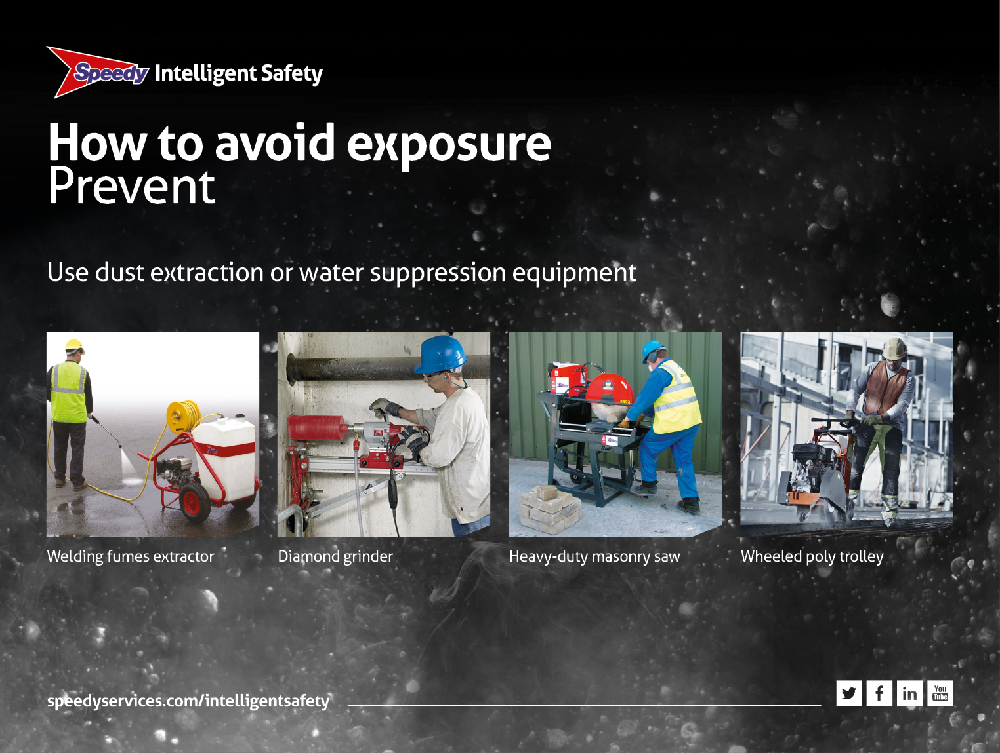 Speedy Intelligent Safety
How to avoid exposure
Prevent
Use dust extraction or water suppression equipment
Welding fumes extractor
Diamond grinder
Heavy-duty masonry saw
Wheeled poly trolley
speedyservices.com/intelligentsafety
You
Tube